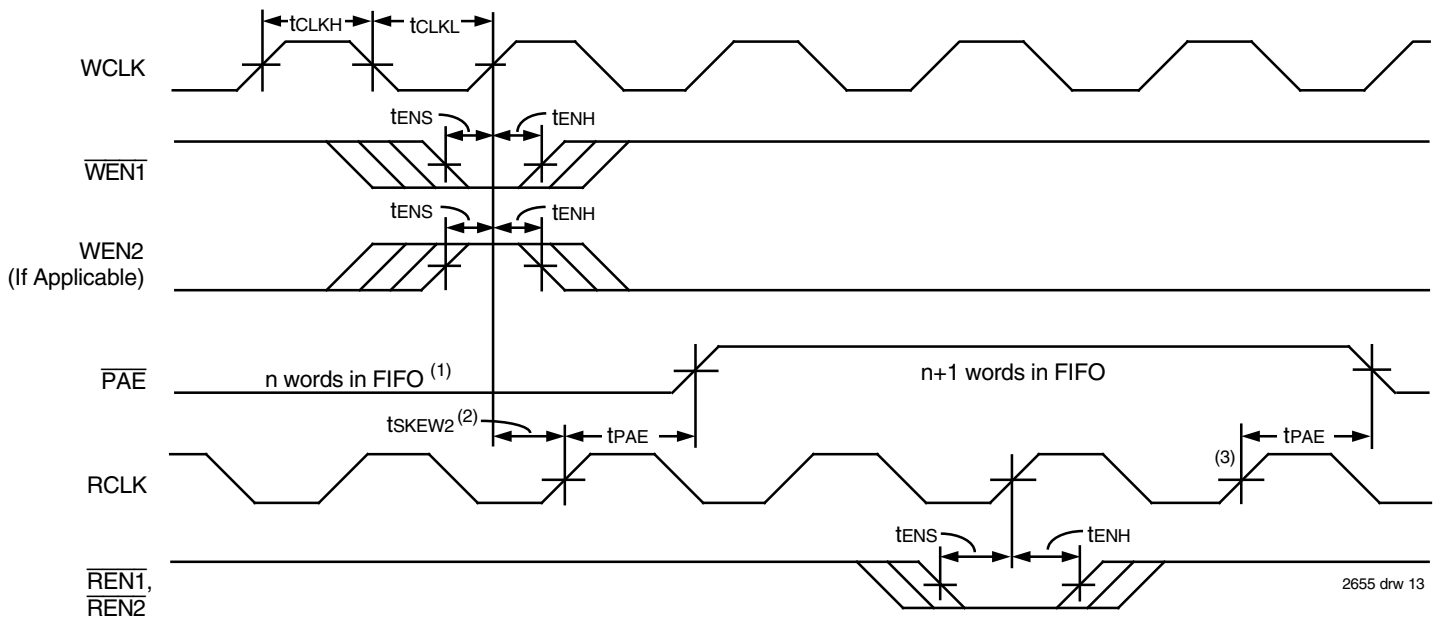 tCLKH tCLKL
WCLK
tENS tENH
WEN1
tENS tENH
WEN2
(If Applicable)
PAE n words in FIFO (1) n+1 words in FIFO
tSKEW2 (2) tPAE tPAE
(3)
RCLK
tENS tENH
REN1,
REN2
2655 drw 13